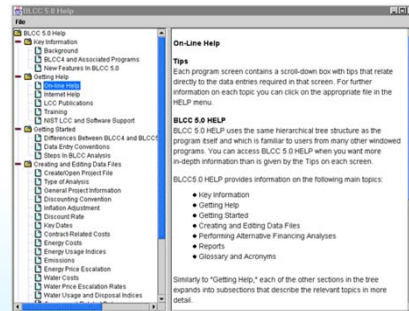 BLCC 5.0 Help
File
BLCC 5.0 Help
Key Information
Background
BLCC4 and Associated Programs
New Features In BLCC 5.0
Getting Help
On-line Help
Internet Help
LCC Publications
Training
NIST LCC and Software Support
Getting Started
Differences Between BLCC4 and BLCC5
Data Entry Conventions
Steps In BLCC Analysis
Creating and Editing Data Files
Create/Open Project File
Type of Analysis
General Project Information
Discounting Convention
Inflation Adjustment
Discount Rate
Key Dates
Contract-Related Costs
Energy Costs
Energy Usage Indices
Emissions
Energy Price Escalation
Water Costs
Water Price Escalation Rates
Water Usage and Disposal Indices
On-Line Help
Tips
Each program screen contains a scroll-down box with tips that relate
directly to the data entries required in that screen. For further
information on each topic you can click on the appropriate file in the
HELP menu.
BLCC 5.0 HELP
BLCC 5.0 HELP uses the same hierarchical tree structure as the
program itself and which is familiar to users from many other windowed
programs. You can access BLCC 5.0 HELP when you want more
in-depth information than is given by the Tips on each screen.
BLCC5.0 HELP provides information on the following main topics:
• Key Information
• Getting Help
• Getting Started
• Creating and Editing Data Files
• Performing Alternative Financing Analyses
• Reports
• Glossary and Acronyms
Similarly to "Getting Help," each of the other sections in the tree
expands into subsections that describe the relevant topics in more
detail.